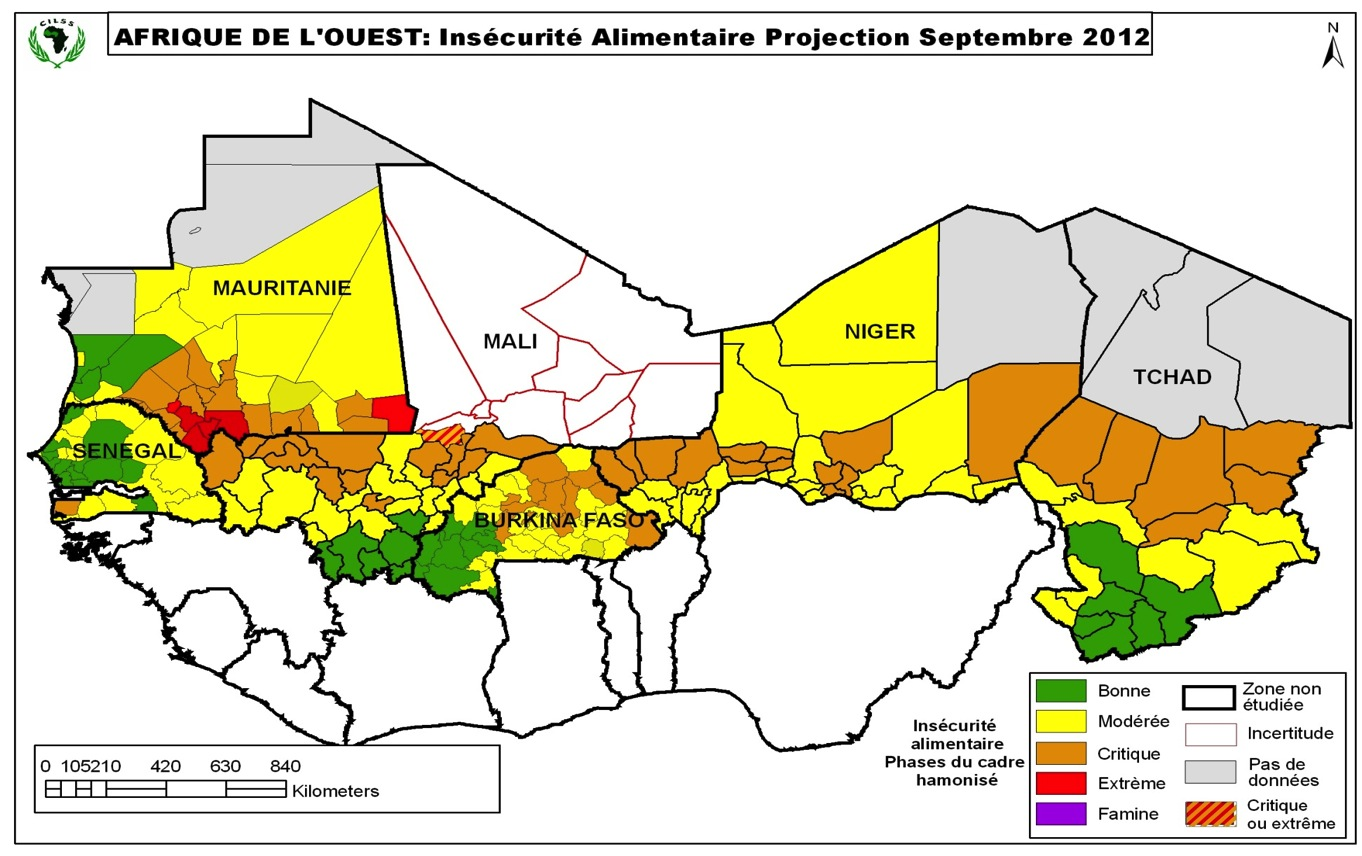 CILSS
AFRIQUE DE L'OUEST: Insécurité Alimentaire Projection Septembre 2012
N
MAURITANIE
MALI
NIGER
TCHAD
SENEGAL
BURKINA FASO
Insécurité
alimentaire
Phases du cadre
hamonisé
Bonne
Modérée
Critique
Extrème
Famine
Zone non
étudiée
Incertitude
Pas de
données
Critique
ou extrême
0 105210 420 630 840
Kilometers